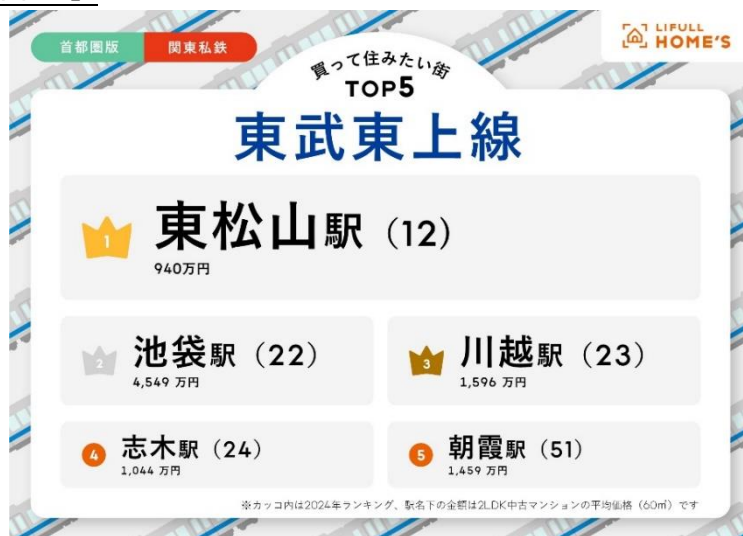 首都圏版 関東私鉄
LIFULL
HOME'S
買って住みたい街
TOP5
東武東上線
1 東松山駅（12）
940万円
2 池袋駅（22）
4,549 万円
3 川越駅（23）
1,596 万円
4 志木駅（24）
1,044 万円
5 朝霞駅（51）
1,459 万円
※カッコ内は2024年ランキング、駅名下の金額は2LDK中古マンションの平均価格（60㎡）です